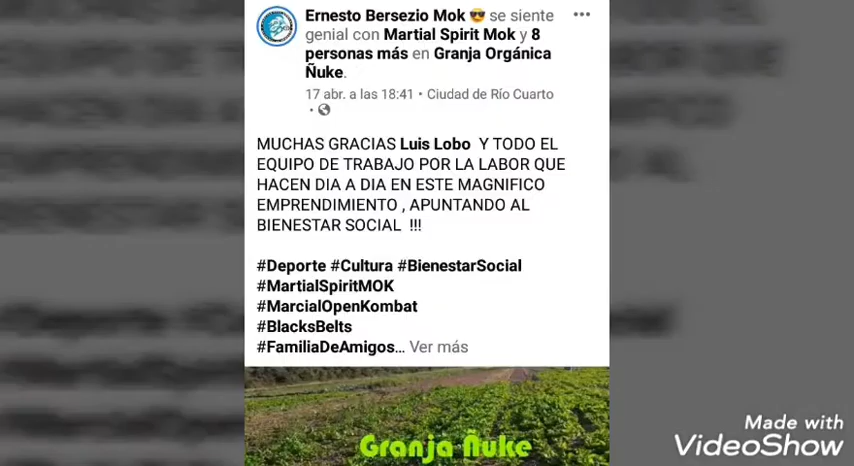 Ernesto Bersezio Mok 😎 se siente
genial con Martial Spirit Mok y 8
personas más en Granja Orgánica
Ñuke.
17 abr. a las 18:41 • Ciudad de Río Cuarto
•
MUCHAS GRACIAS Luis Lobo Y TODO EL
EQUIPO DE TRABAJO POR LA LABOR QUE
HACEN DIA A DIA EN ESTE MAGNIFICO
EMPRENDIMIENTO , APUNTANDO AL
BIENESTAR SOCIAL !!!
#Deporte #Cultura #BienestarSocial
#MartialSpiritMOK
#MarcialOpenKombat
#BlacksBelts
#FamiliaDeAmigos... Ver más
Granja Ñuke
Made with
VideoShow